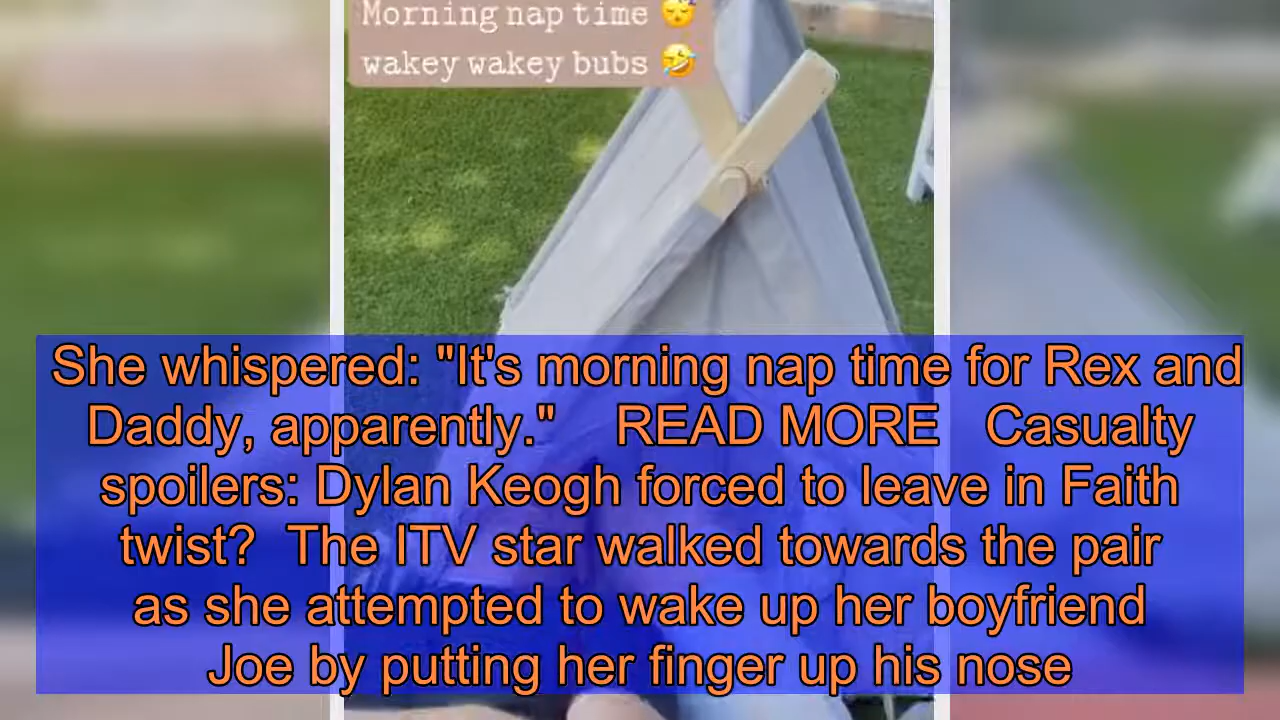 Morning nap time 😴
wakey wakey bubs 🤣
She whispered: "It's morning nap time for Rex and
Daddy, apparently." READ MORE Casualty
spoilers: Dylan Keogh forced to leave in Faith
twist? The ITV star walked towards the pair
as she attempted to wake up her boyfriend
Joe by putting her finger up his nose